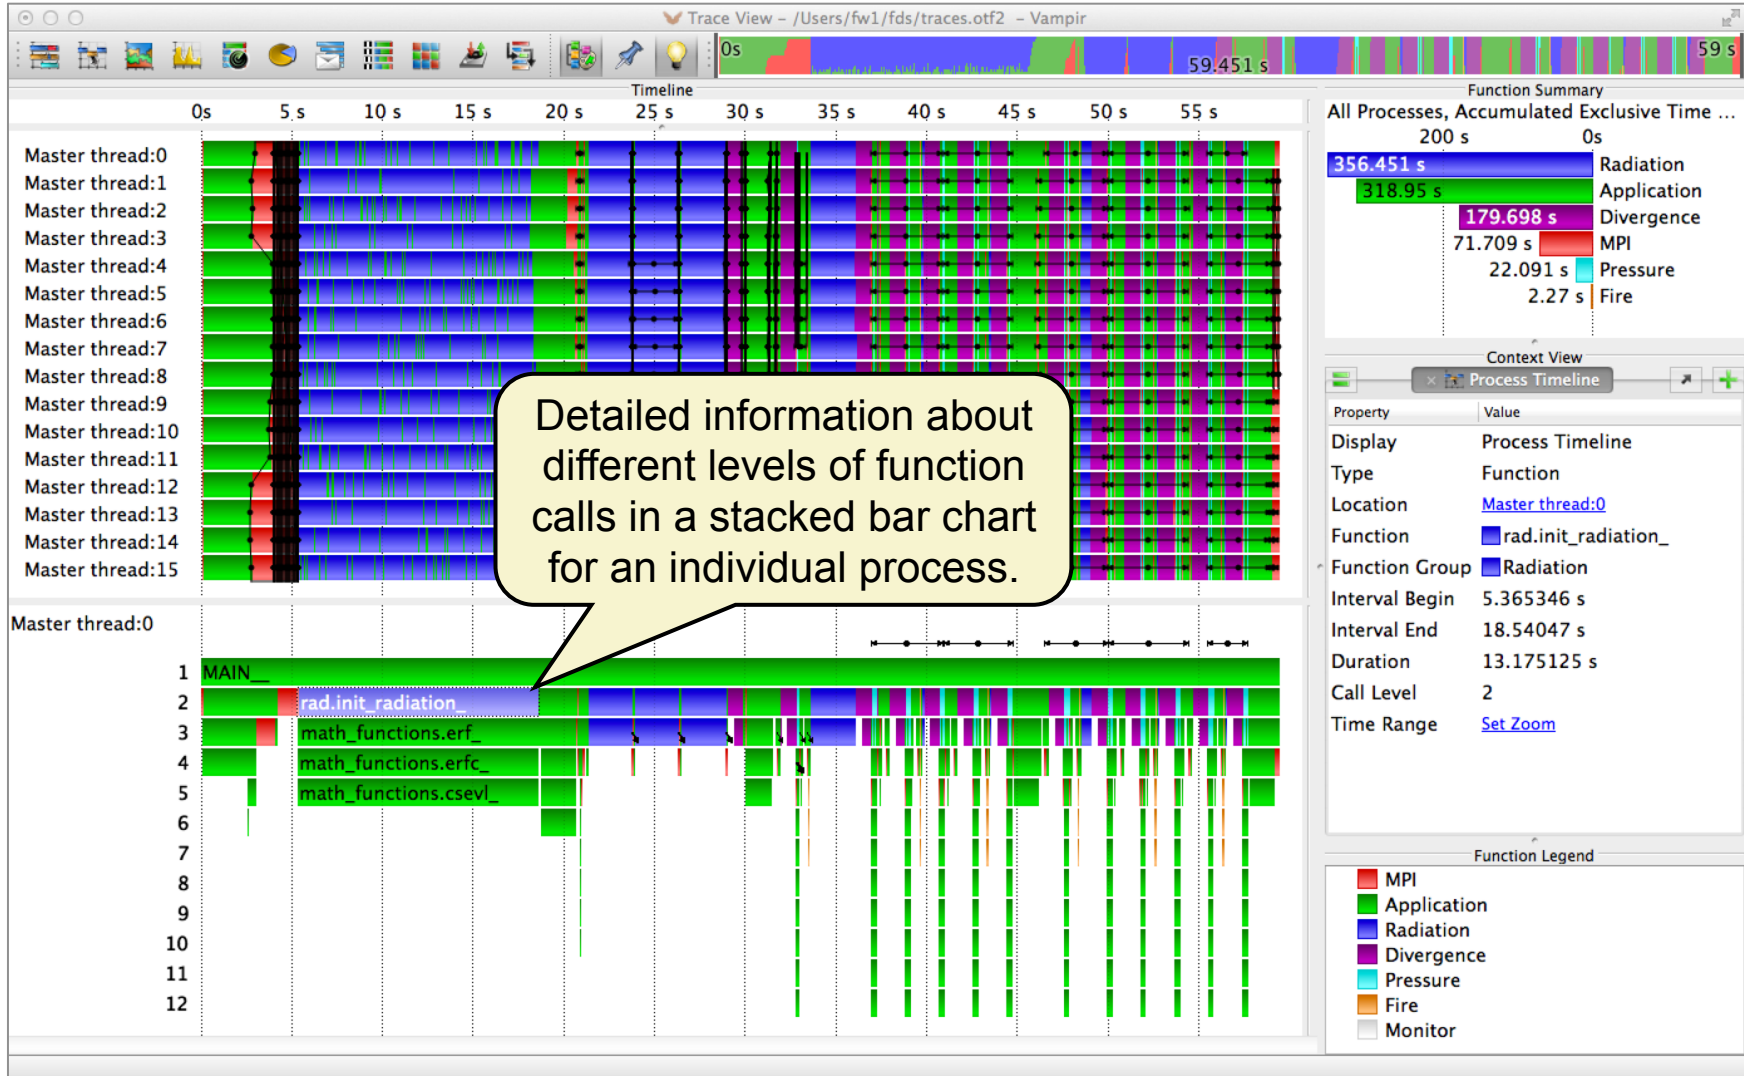 Trace View – /Users/fw1/fds/traces.otf2 – Vampir
0s
59.451 s
59 s
Timeline
0s 5 s 10 s 15 s 20 s 25 s 30 s 35 s 40 s 45 s 50 s 55 s
Master thread:0
Master thread:1
Master thread:2
Master thread:3
Master thread:4
Master thread:5
Master thread:6
Master thread:7
Master thread:8
Master thread:9
Master thread:10
Master thread:11
Master thread:12
Master thread:13
Master thread:14
Master thread:15
Detailed information about
different levels of function
calls in a stacked bar chart
for an individual process.
Master thread:0
1 MAIN__
2 rad.init_radiation_
3 math_functions.erf_
4 math_functions.erfc_
5 math_functions.csevl_
6
7
8
9
10
11
12
Function Summary
All Processes, Accumulated Exclusive Time ...
200 s 0s
356.451 s Radiation
318.95 s Application
179.698 s Divergence
71.709 s MPI
22.091 s Pressure
2.27 s Fire
Context View
Process Timeline
Property Value
Display Process Timeline
Type Function
Location Master thread:0
Function rad.init_radiation_
Function Group Radiation
Interval Begin 5.365346 s
Interval End 18.54047 s
Duration 13.175125 s
Call Level 2
Time Range Set Zoom
Function Legend
MPI
Application
Radiation
Divergence
Pressure
Fire
Monitor